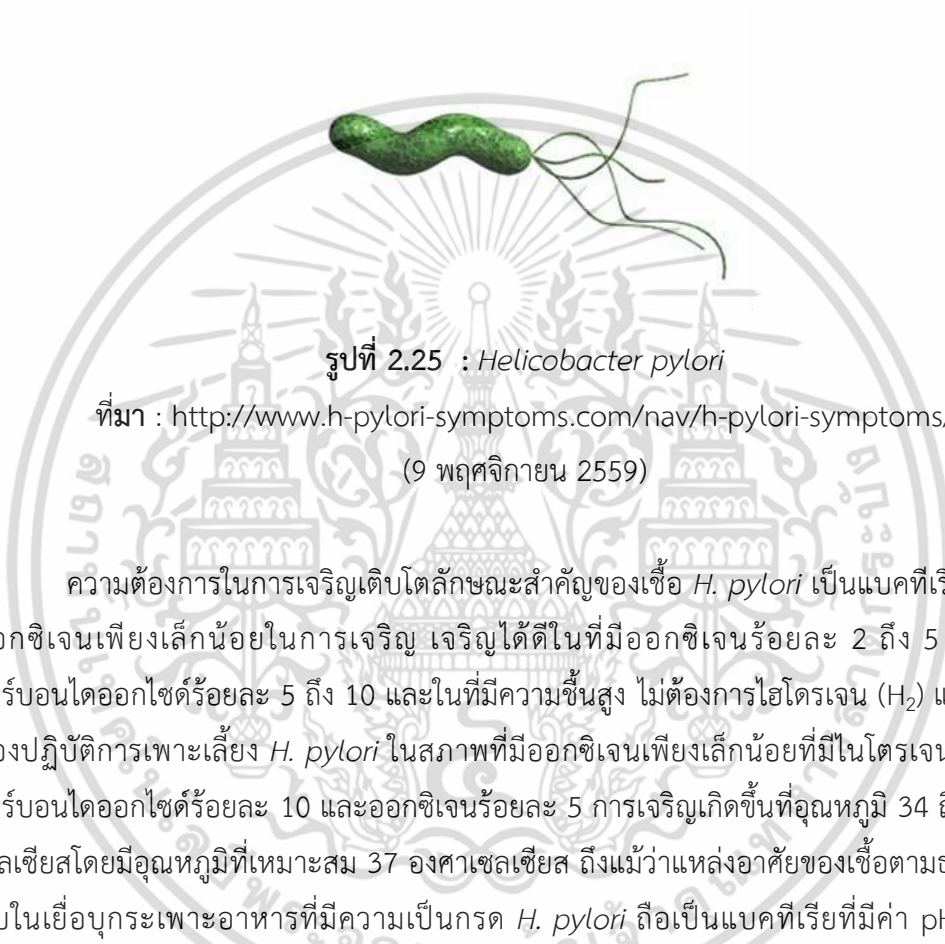 รูปที่ 2.25 : Helicobacter pylori
ที่มา : http://www.h-pylori-symptoms.com/nav/h-pylori-symptoms/
(9 พฤศจิกายน 2559)
ความต้องการในการเจริญเติบโตลักษณะสำคัญของเชื้อ H. pylori เป็นแบคทีเรี
อกซิเจนเพียงเล็กน้อยในการเจริญ เจริญได้ดีในที่มีออกซิเจนร้อยละ 2 ถึง 5
ร์บอนไดออกไซด์ร้อยละ 5 ถึง 10 และในที่มีความชื้นสูง ไม่ต้องการไฮโดรเจน (H₂) แ
องปฏิบัติการเพาะเลี้ยง H. pylori ในสภาพที่มีออกซิเจนเพียงเล็กน้อยที่มีไนโตรเจน
ร์บอนไดออกไซด์ร้อยละ 10 และออกซิเจนร้อยละ 5 การเจริญเกิดขึ้นที่อุณหภูมิ 34 ถึ
ลเซียสโดยมีอุณหภูมิที่เหมาะสม 37 องศาเซลเซียส ถึงแม้ว่าแหล่งอาศัยของเชื้อตามธ
บในเยื่อบุกระเพาะอาหารที่มีความเป็นกรด H. pylori ถือเป็นแบคทีเรียที่มีค่า pH